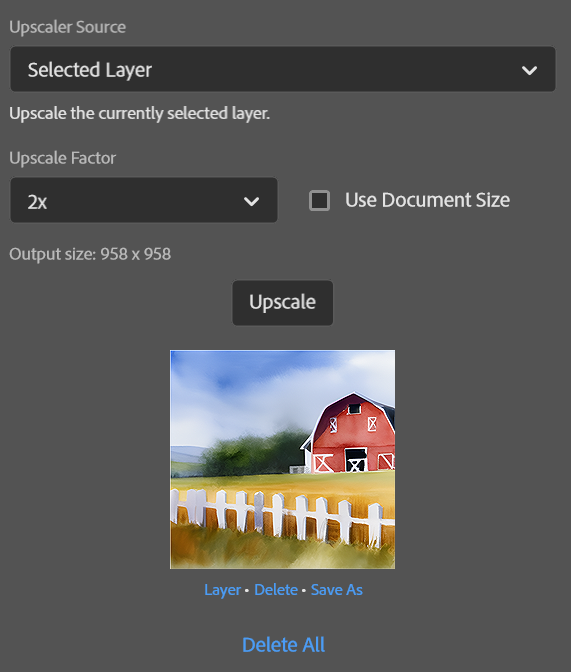 Upscaler Source
Selected Layer
Upscale the currently selected layer.
Upscale Factor
2x
Use Document Size
Output size: 958 x 958
Upscale
Layer • Delete • Save As
Delete All